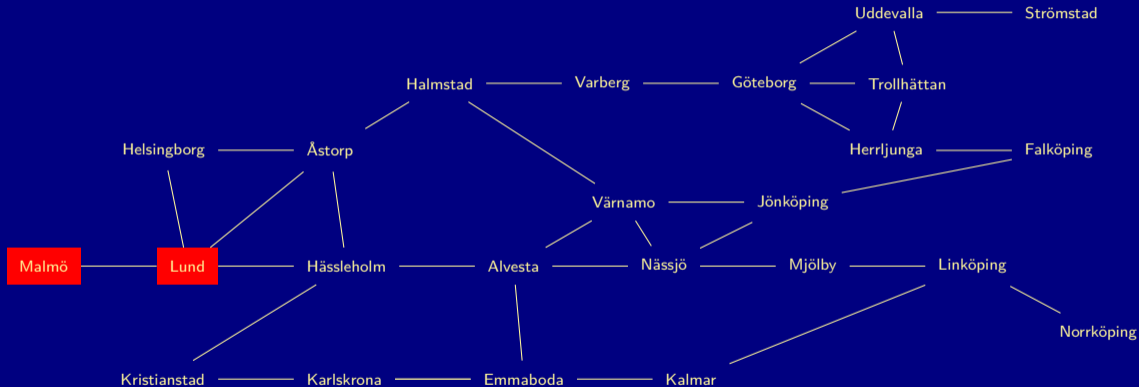 Uddevalla Strömstad
Halmstad Varberg Göteborg Trollhättan
Helsingborg Åstorp Herrljunga Falköping
Värnamo Jönköping
Malmö Lund Hässleholm Alvesta Nässjö Mjölby Linköping
Norrköping
Kristianstad Karlskrona Emmaboda Kalmar